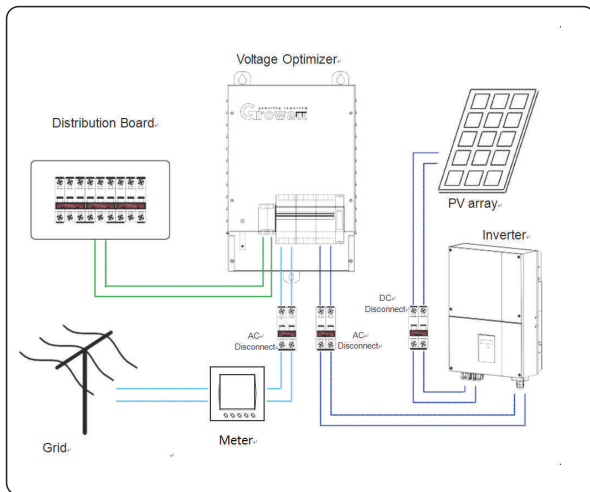 Voltage Optimizer
Distribution Board
Growatt
PV array
Inverter
DC
Disconnect
AC
Disconnect
AC
Disconnect
Grid
Meter